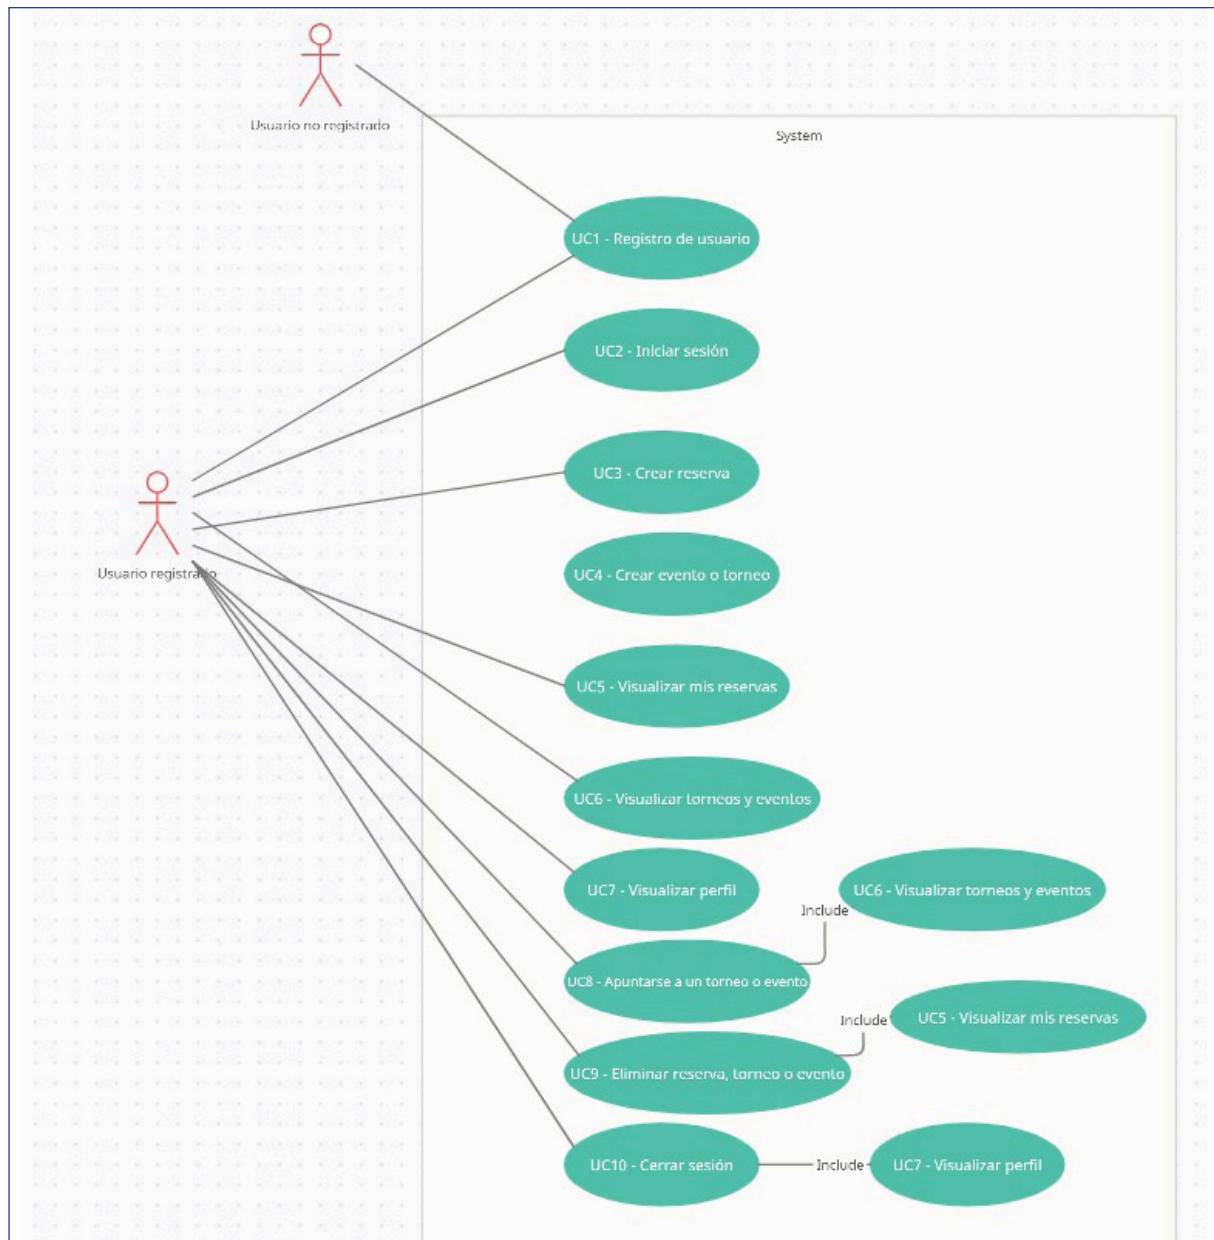 Usuario no registrado
System
UC1 - Registro de usuario
UC2 - Iniciar sesión
UC3 - Crear reserva
Usuario registrado
UC4 - Crear evento o torneo
UC5 - Visualizar mis reservas
UC6 - Visualizar torneos y eventos
UC7 - Visualizar perfil
UC6 - Visualizar torneos y eventos
Include
UC8 - Apuntarse a un torneo o evento
UC5 - Visualizar mis reservas
Include
UC9 - Eliminar reserva, torneo o evento
UC10 - Cerrar sesión
Include
UC7 - Visualizar perfil